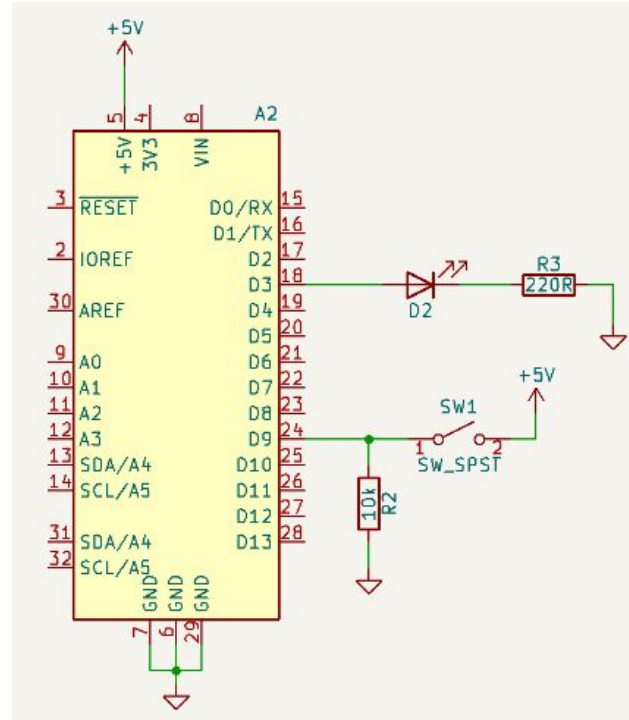 +5V
A2
5
4
8
+5V
3V3
VIN
3 RESET
D0/RX 15
D1/TX 16
2 IOREF
D2 17
D3 18
30 AREF
D4 19
D5 20
9 A0
D6 21
10 A1
D7 22
11 A2
D8 23
12 A3
D9 24
13 SDA/A4
D10 25
14 SCL/A5
D11 26
D12 27
31 SDA/A4
D13 28
32 SCL/A5
GND
GND
GND
7
6
29
D2
R3
220R
+5V
SW1
1
2
SW_SPST
10k
R2